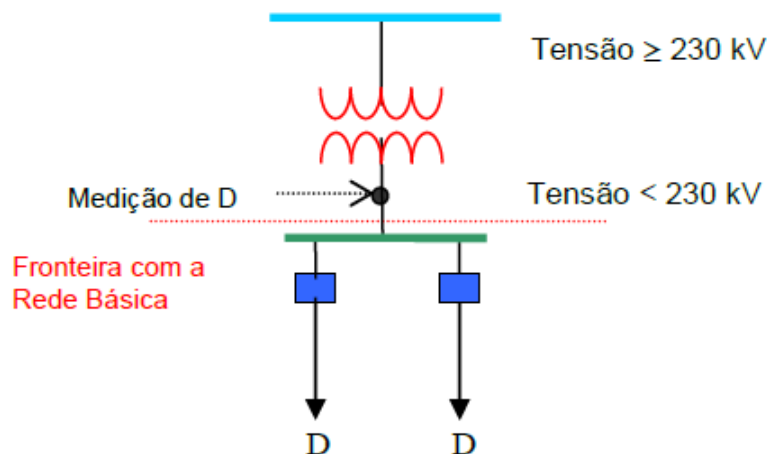 Tensão ≥ 230 kV
Medição de D
Tensão < 230 kV
Fronteira com a
Rede Básica
D
D